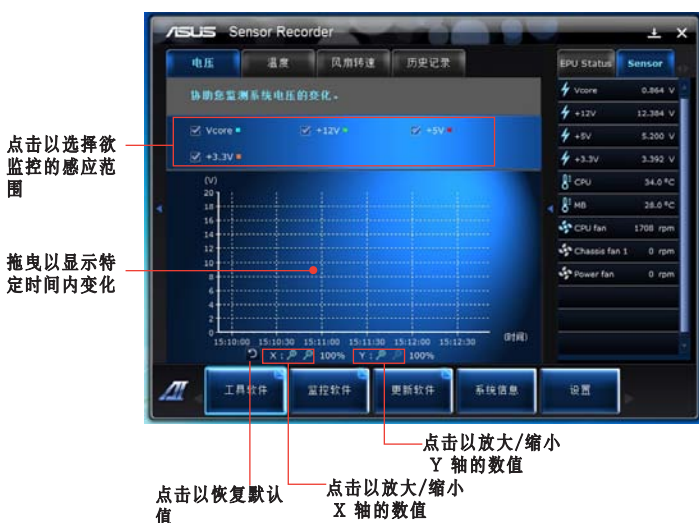 ASUS Sensor Recorder
电压 温度 风扇转速 历史记录
EPU Status Sensor
协助您监测系统电压的变化。
Vcore +12V +5V
+3.3V
Vcore 0.864 V
+12V 12.384 V
+5V 5.200 V
+3.3V 3.392 V
CPU 34.0 ºC
MB 28.0 ºC
CPU fan 1708 rpm
Chassis fan 1 0 rpm
Power fan 0 rpm
点击以选择欲
监控的感应范
围
拖曳以显示特
定时间内变化
(V)
20
18
16
14
12
10
8
6
4
2
0
15:10:00 15:10:30 15:11:00 15:11:30 15:12:00 15:12:30 (时间)
X : 100% Y : 100%
工具软件 监控软件 更新软件 系统信息 设置
点击以放大/缩小
Y 轴的数值
点击以恢复默认
值
点击以放大/缩小
X 轴的数值